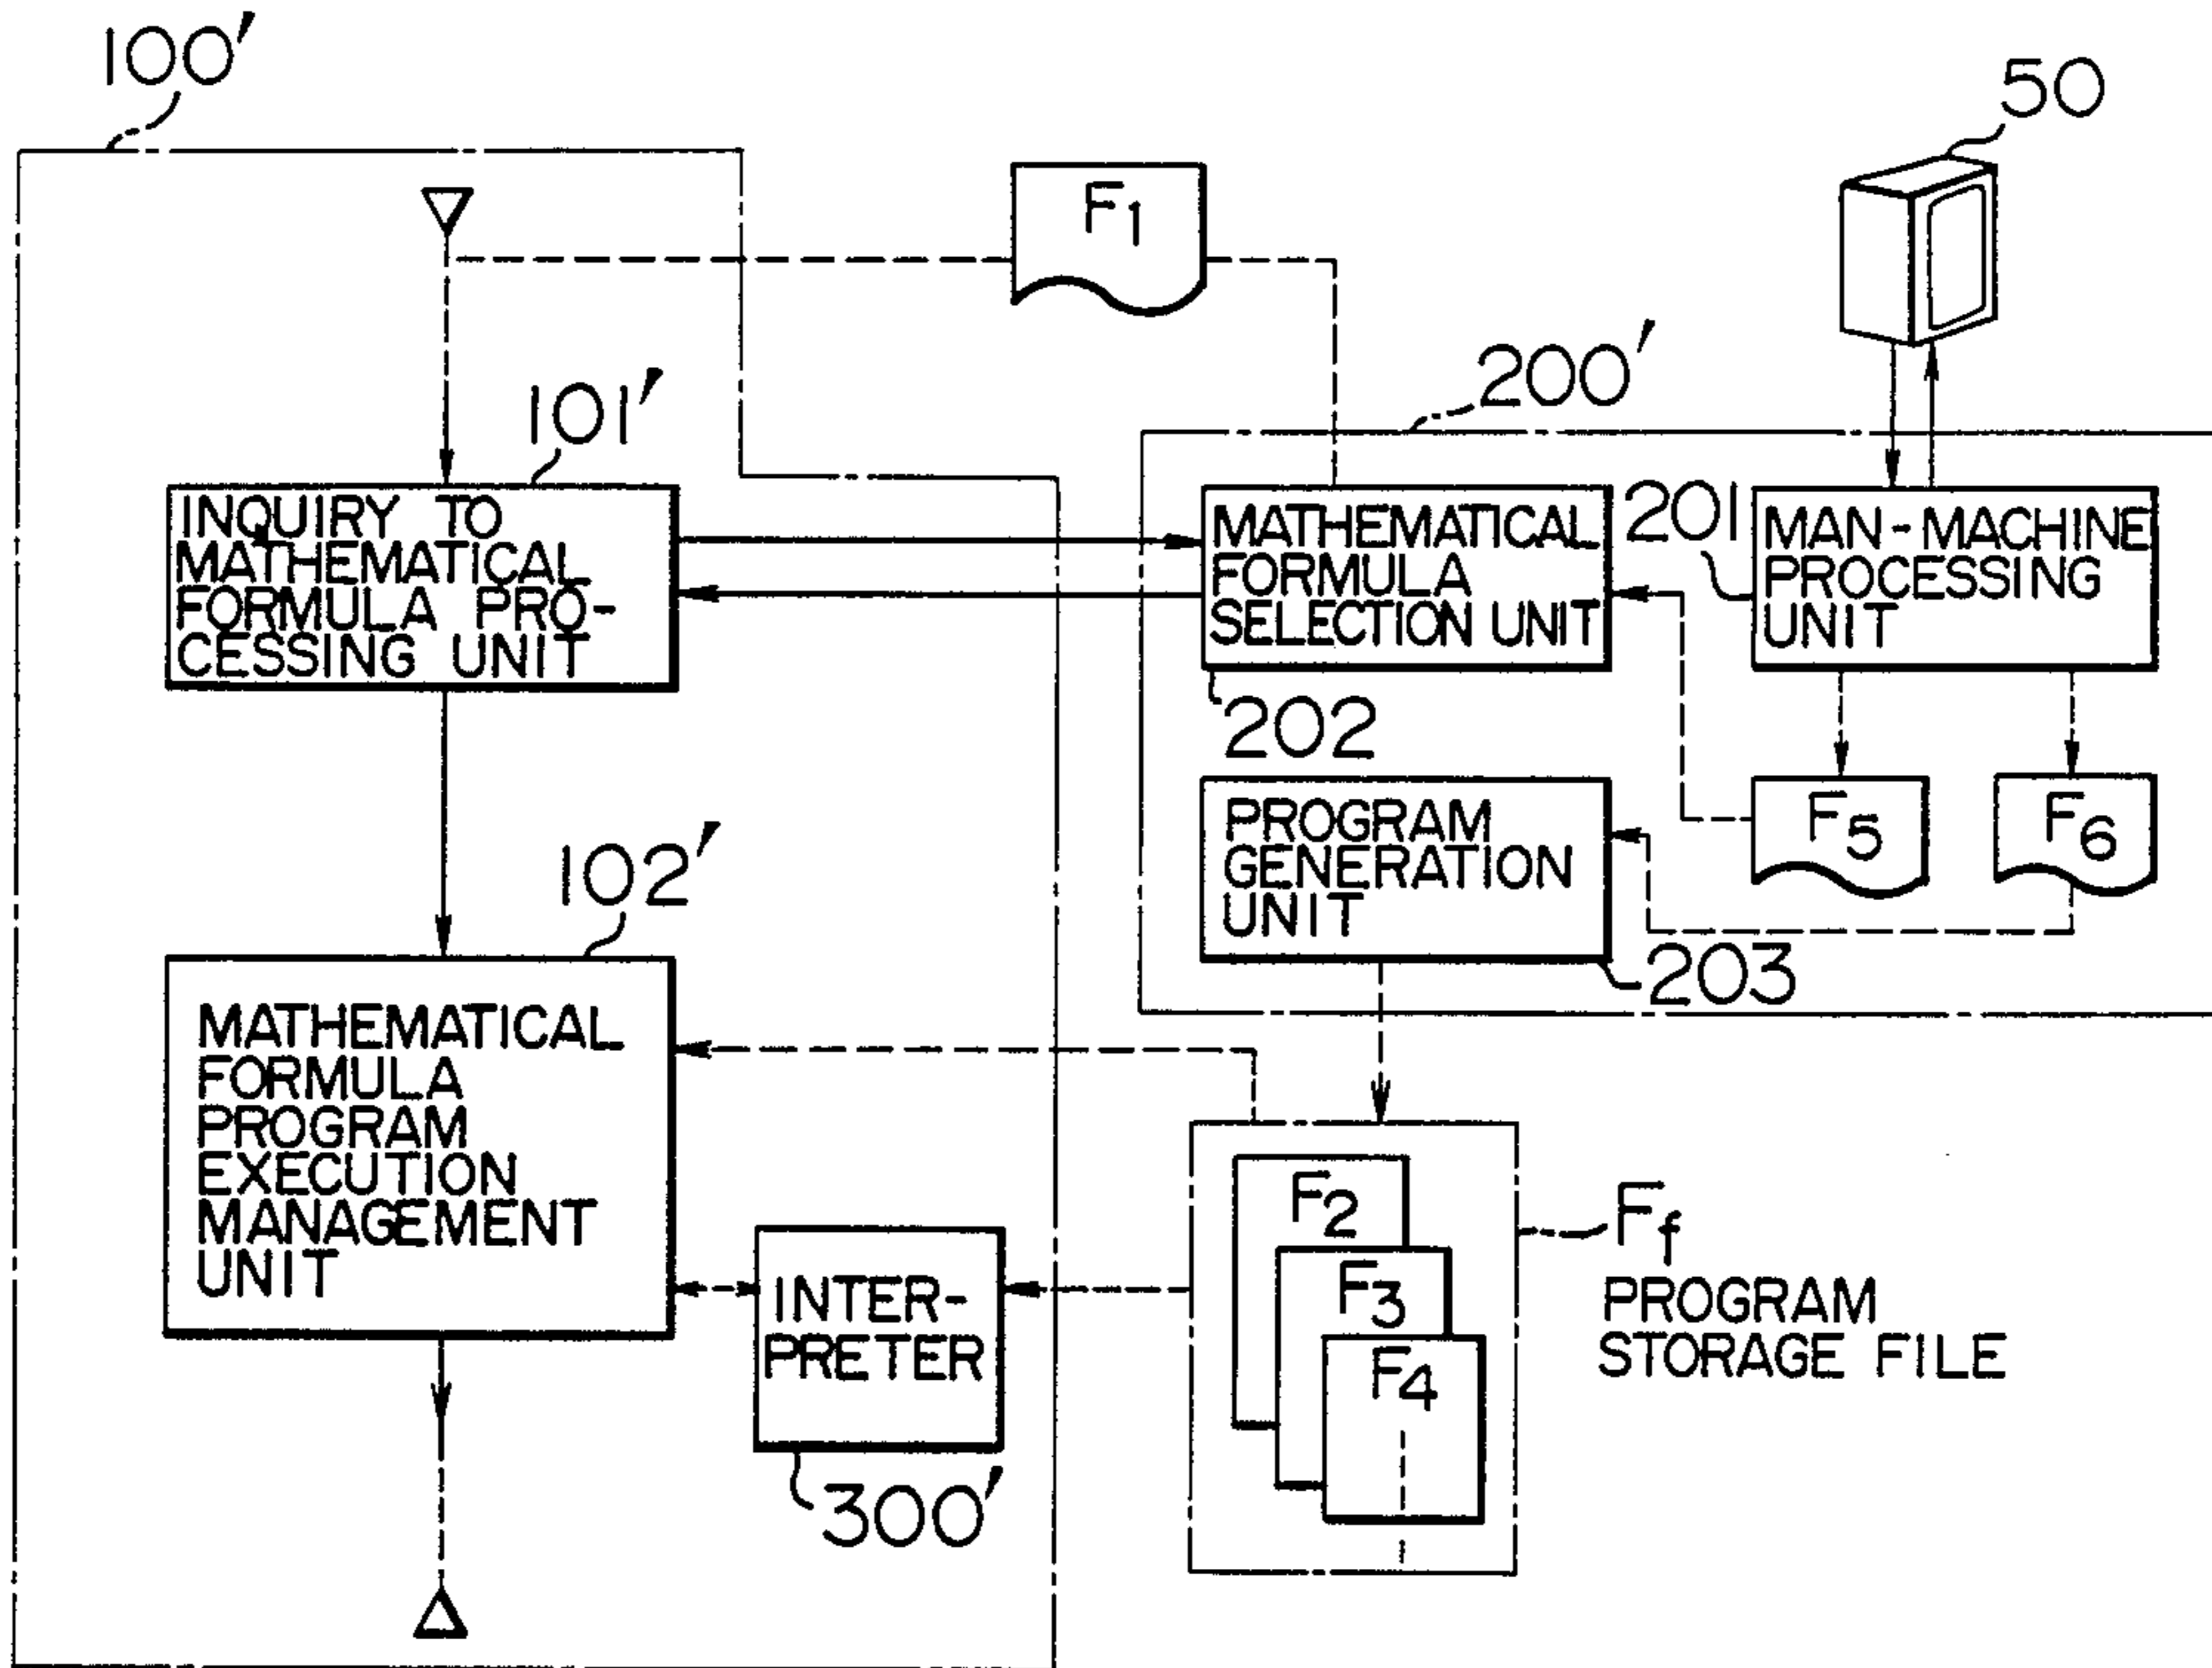 100'
50
F1
200'
101'
INQUIRY TO
MATHEMATICAL
FORMULA PRO-
CESSING UNIT
MATHEMATICAL
FORMULA
SELECTION UNIT
201
MAN-MACHINE
PROCESSING
UNIT
202
PROGRAM
GENERATION
UNIT
F5
F6
203
102'
MATHEMATICAL
FORMULA
PROGRAM
EXECUTION
MANAGEMENT
UNIT
INTER-
PRETER
300'
F2
F3
F4
Ff
PROGRAM
STORAGE FILE